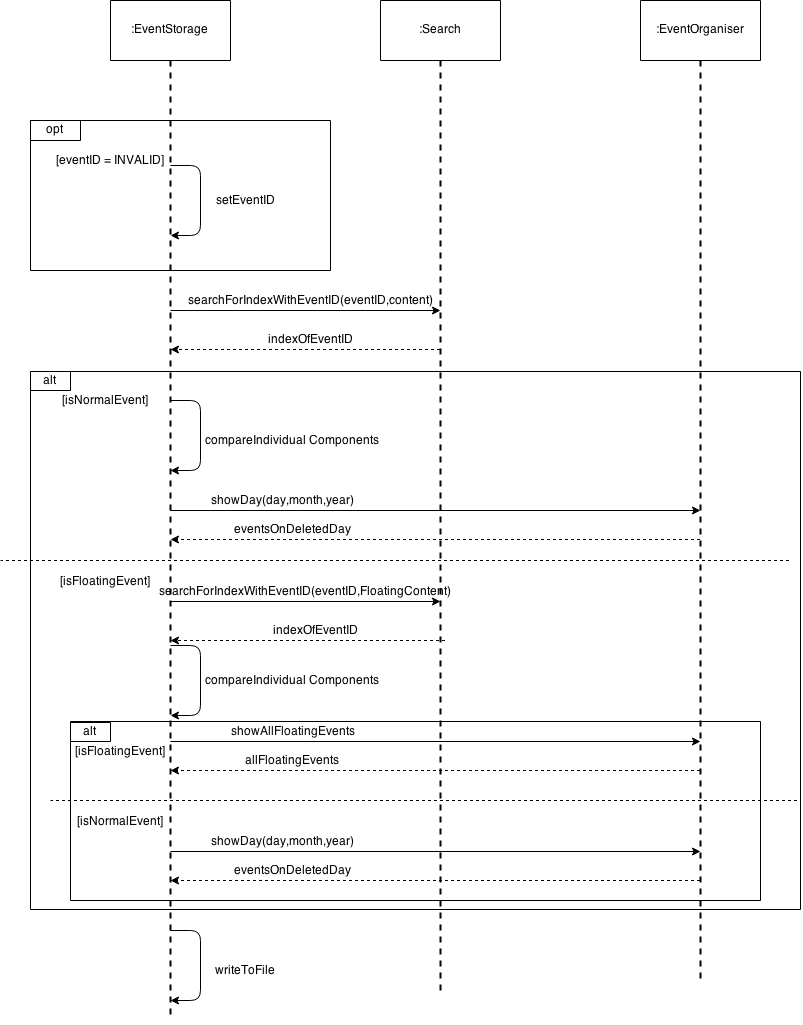 :EventStorage
:Search
:EventOrganiser
opt
[eventID = INVALID]
setEventID
searchForIndexWithEventID(eventID,content)
indexOfEventID
alt
[isNormalEvent]
compareIndividual Components
showDay(day,month,year)
eventsOnDeletedDay
[isFloatingEvent]
searchForIndexWithEventID(eventID,FloatingContent)
indexOfEventID
compareIndividual Components
alt
showAllFloatingEvents
[isFloatingEvent]
allFloatingEvents
[isNormalEvent]
showDay(day,month,year)
eventsOnDeletedDay
writeToFile